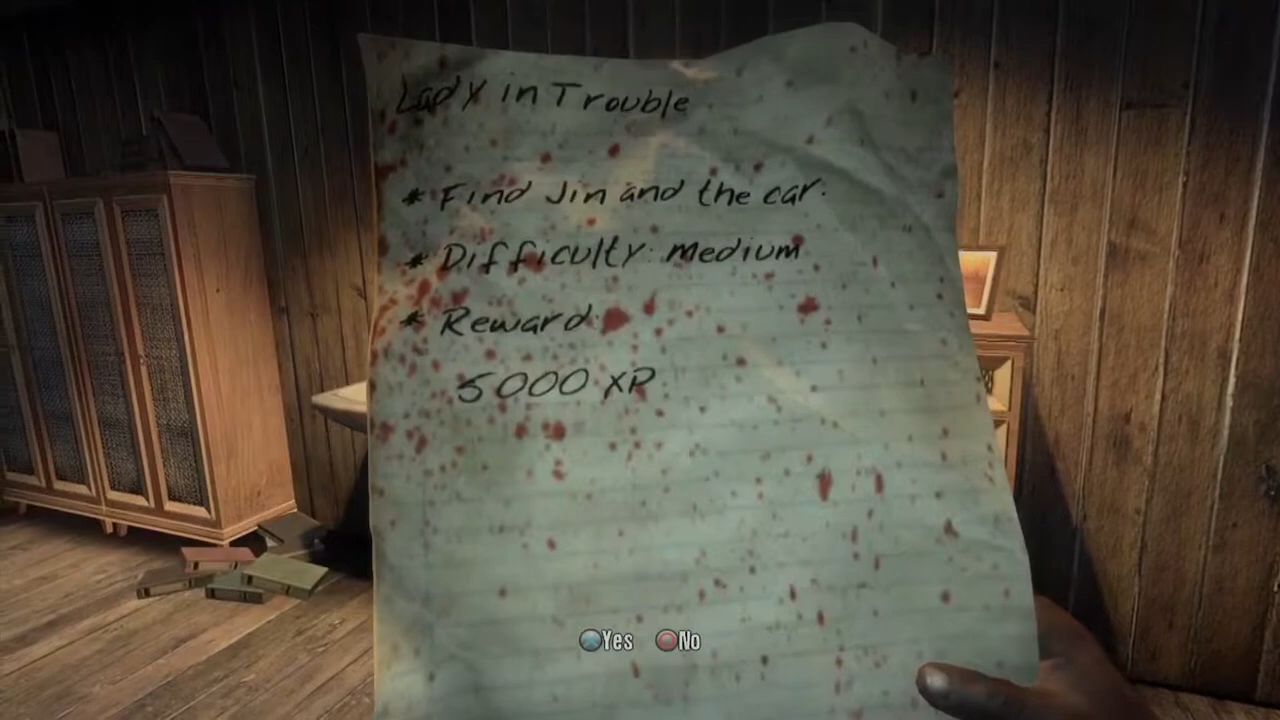 Lady in Trouble
* Find Jin and the car.
* Difficulty: medium
* Reward
5000 XP
Yes No